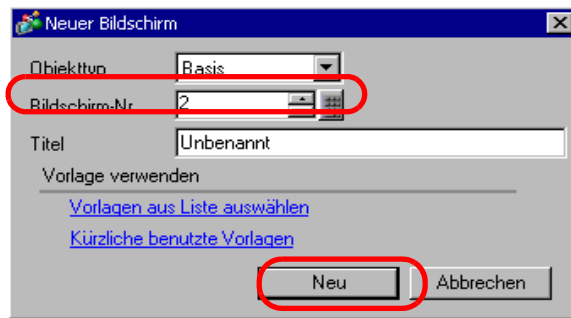 Neuer Bildschirm
Objekttyp Basis
Bildschirm-Nr 2
Titel Unbenannt
Vorlage verwenden
Vorlagen aus Liste auswählen
Kürzliche benutzte Vorlagen
Neu Abbrechen